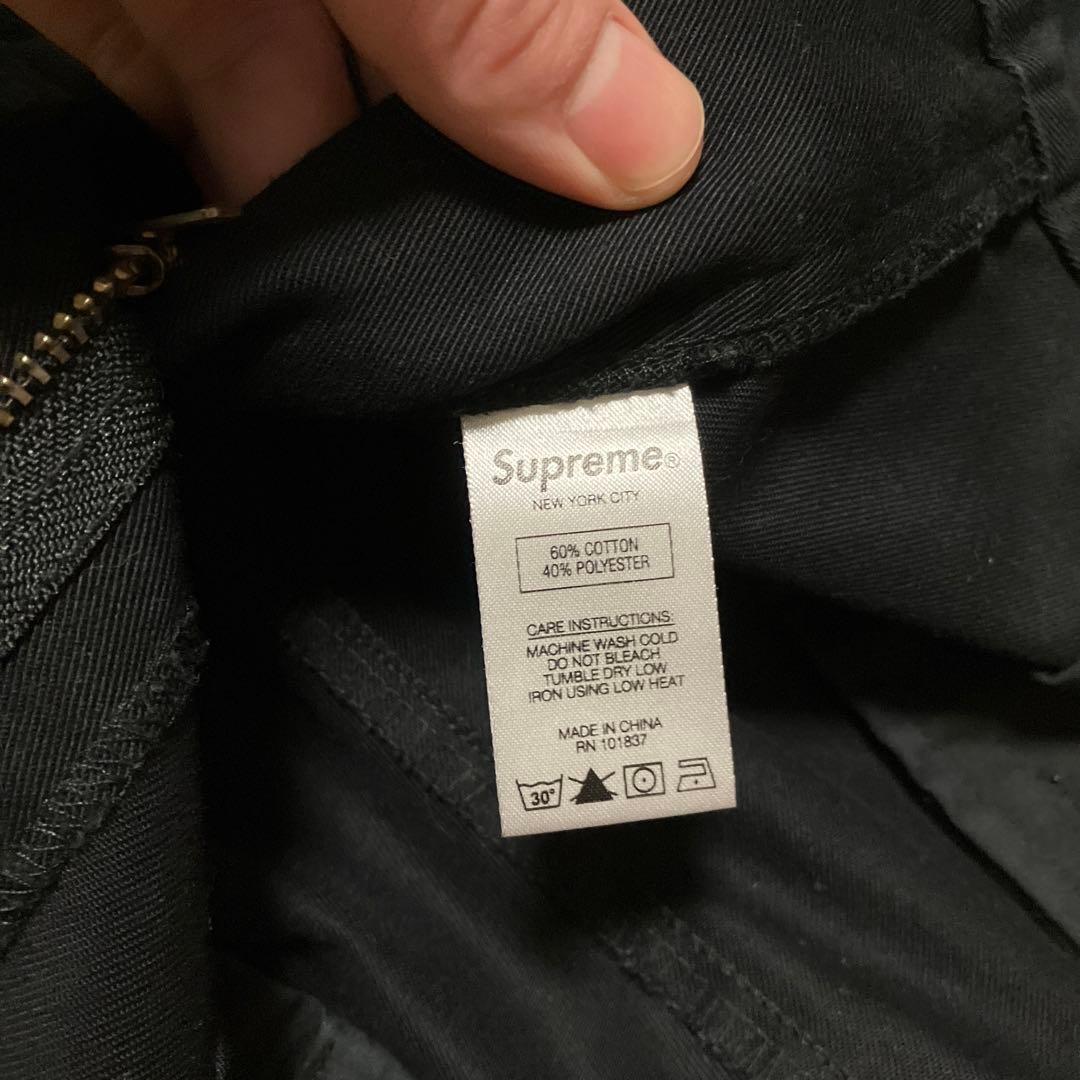 Supreme®
NEW YORK CITY
60% COTTON
40% POLYESTER
CARE INSTRUCTIONS:
MACHINE WASH COLD
DO NOT BLEACH
TUMBLE DRY LOW
IRON USING LOW HEAT
MADE IN CHINA
RN 101837
30°